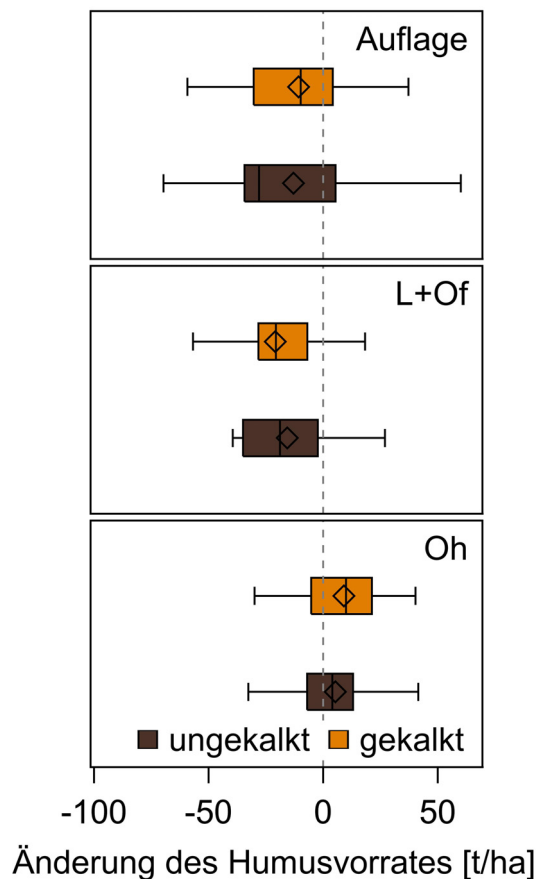 Auflage
L+Of
Oh
ungekalkt gekalkt
-100 -50 0 50
Änderung des Humusvorrates [t/ha]